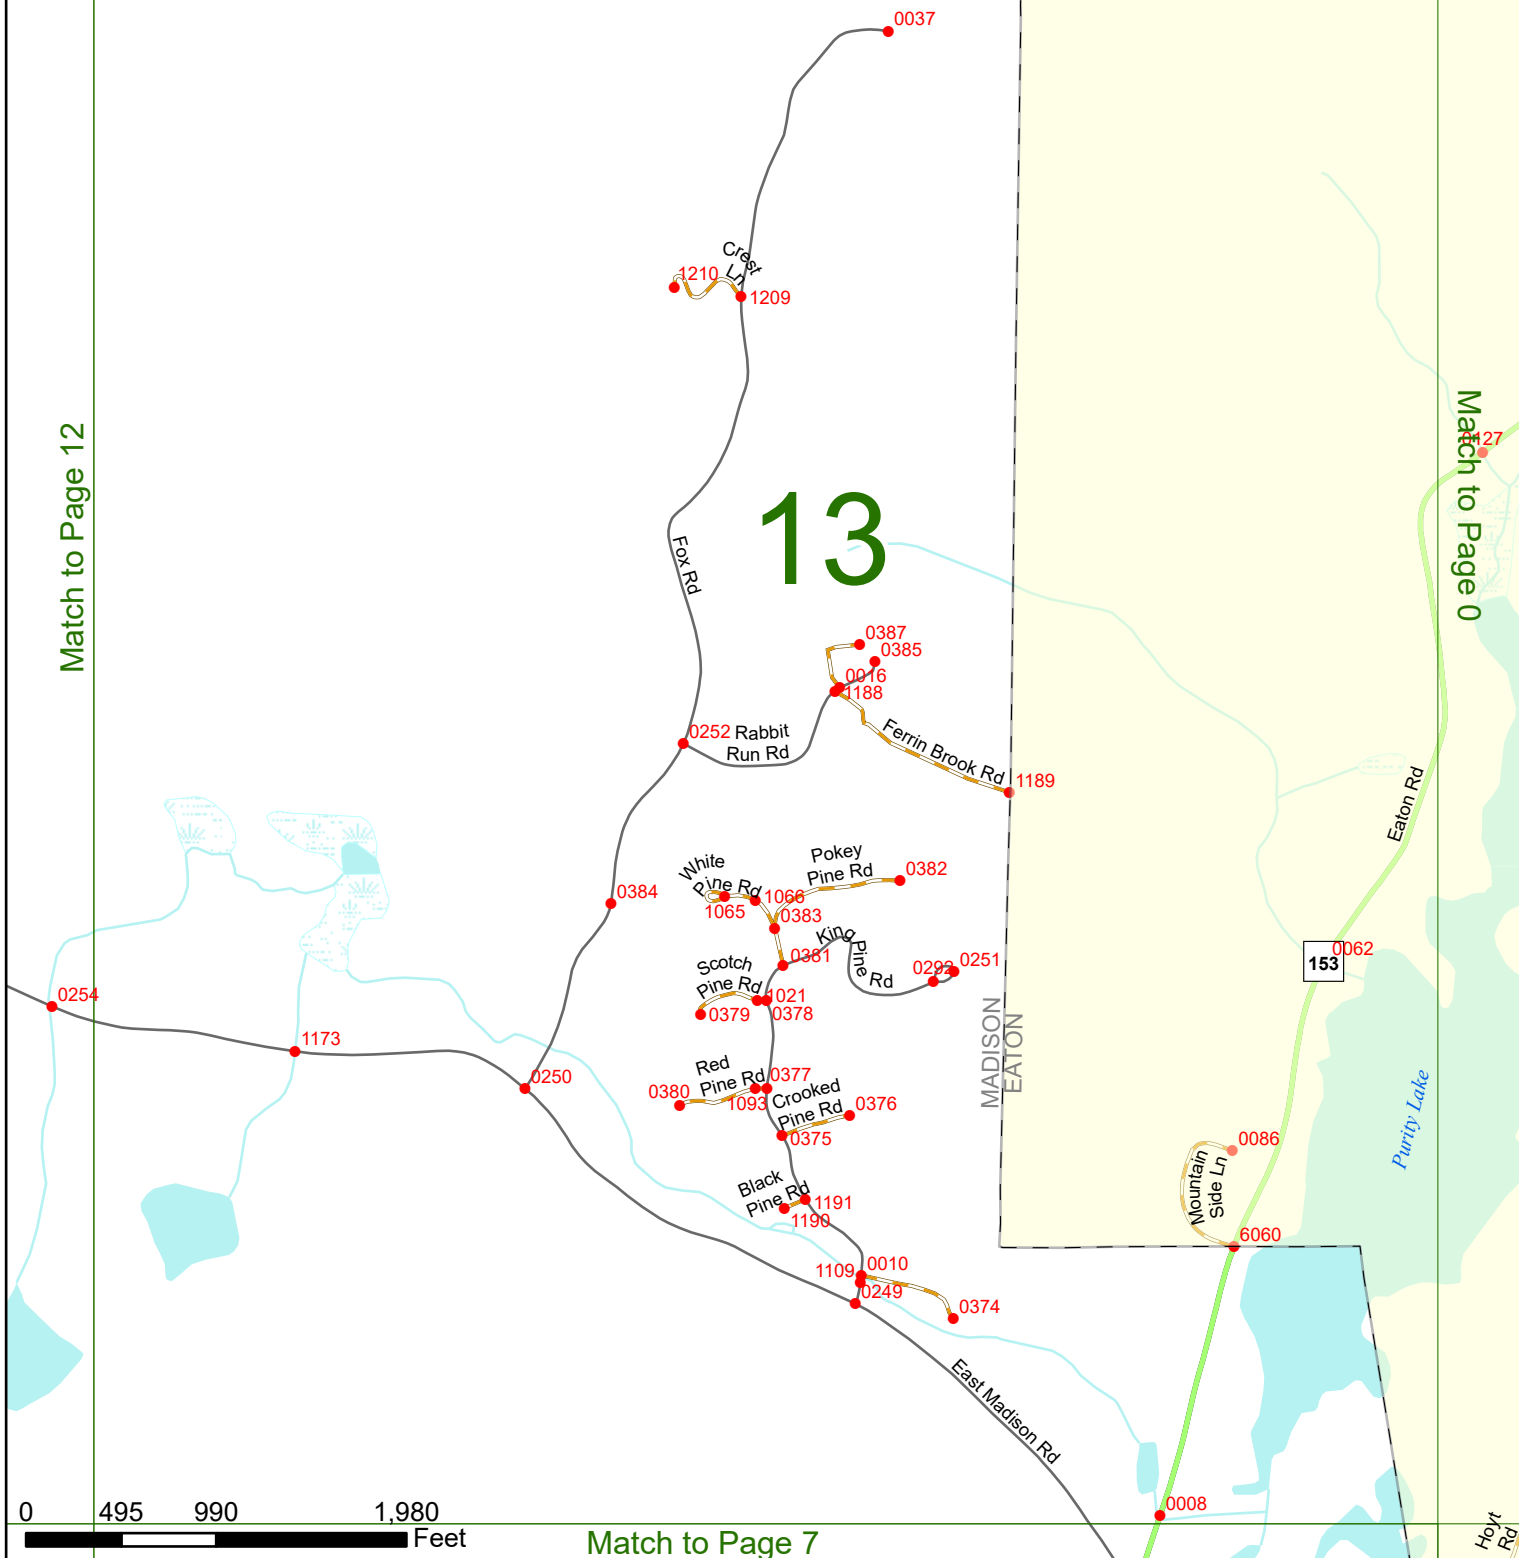 0037
Crest
Ln
1210
1209
Match to Page 12
13
Fox Rd
Match to Page 0
0387
0385
0016
1188
0252
Rabbit
Run Rd
Ferrin Brook Rd
1189
Eaton Rd
White
Pine Rd
Pokey
Pine Rd
0382
1065
1066
0384
0383
King
Pine Rd
0381
0292
0251
Scotch
Pine Rd
1021
0379
0378
0062
153
0254
1173
0250
MADISON
EATON
Red
Pine Rd
0377
0380
1093
Crooked
Pine Rd
0376
0375
Purity Lake
0086
Mountain
Side Ln
Black
Pine Rd
1191
1190
6060
1109
0010
0249
0374
East Madison Rd
0008
Hoyt
Rd
0 495 990 1,980
Feet
Match to Page 7